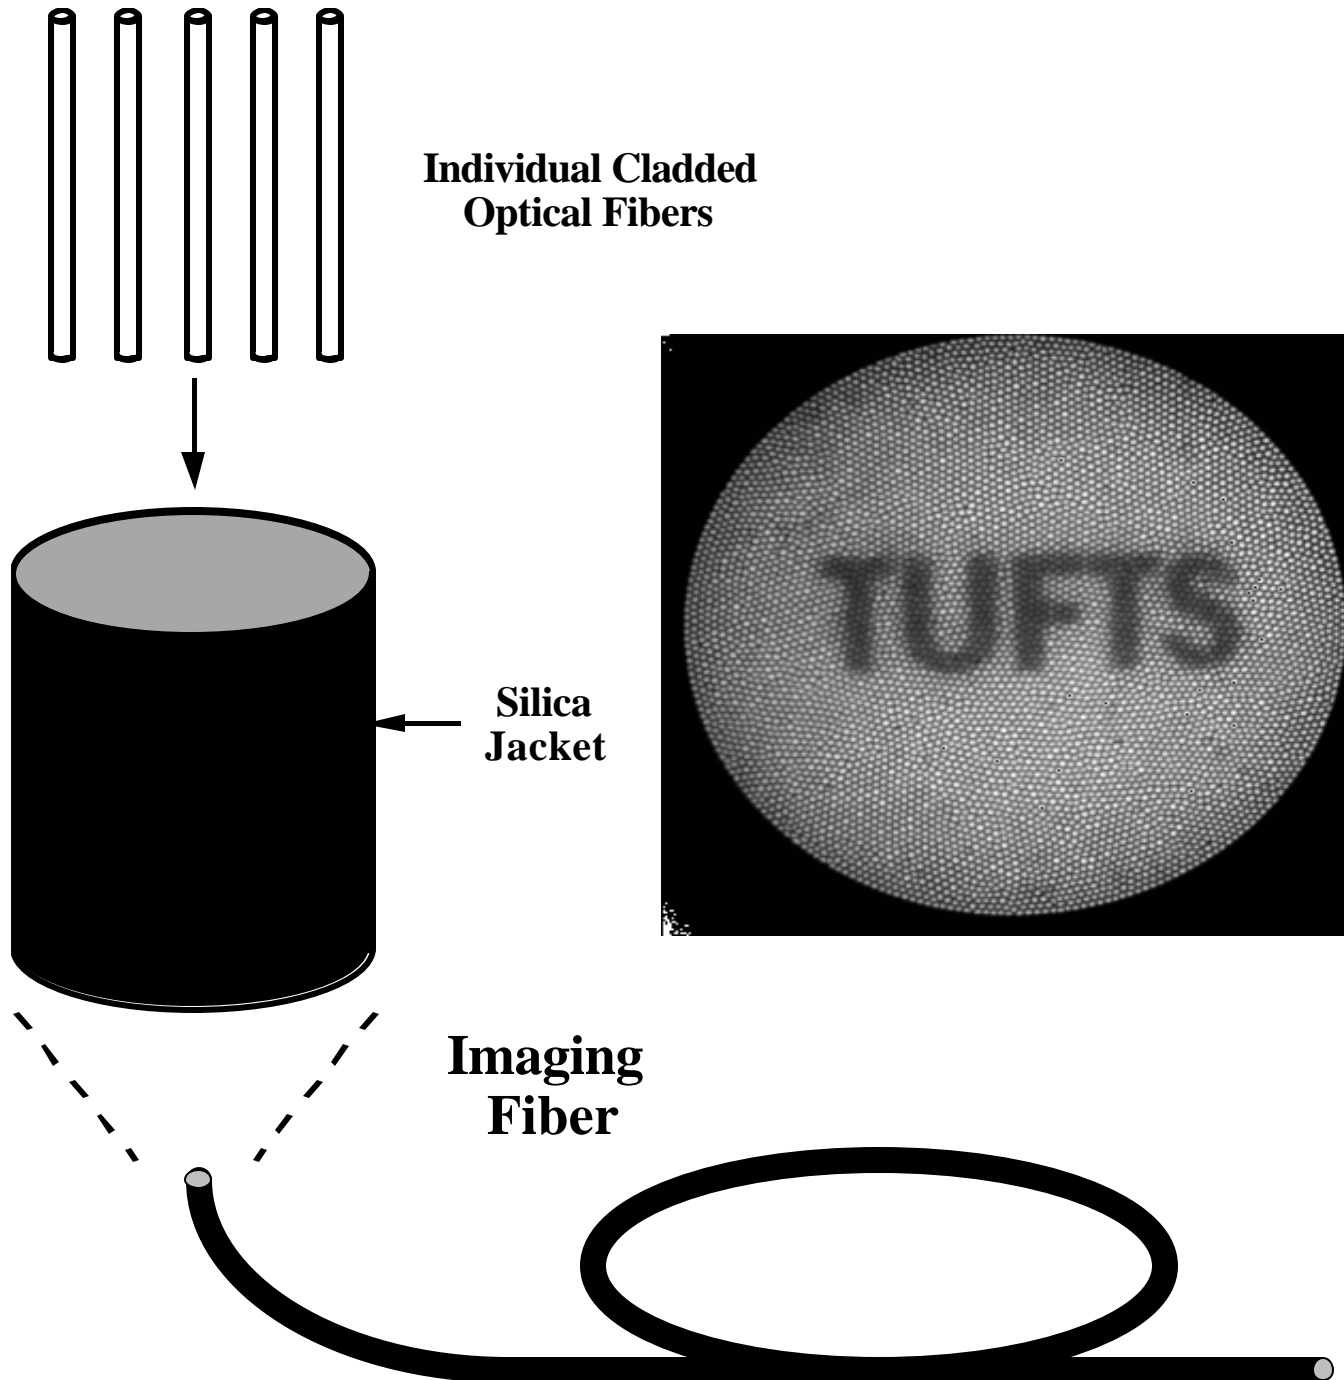 Individual Cladded
Optical Fibers
TUFTS
Silica
Jacket
Imaging
Fiber